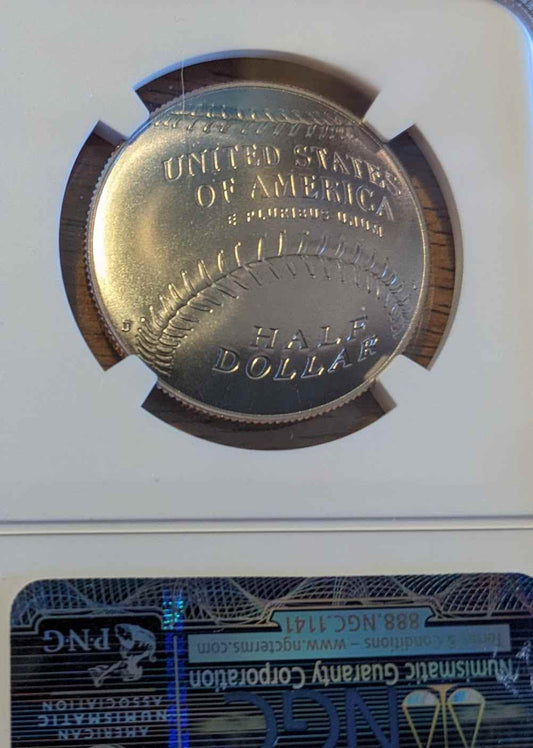 UNITED STATES
OF AMERICA
E PLURIBUS UNUM
HALF
DOLLAR
D
NGC
Numismatic Guaranty Corporation
Terms & Conditions – www.ngcterms.com
888.NGC.1141
PNG
AMERICAN
NUMISMATIC
ASSOCIATION